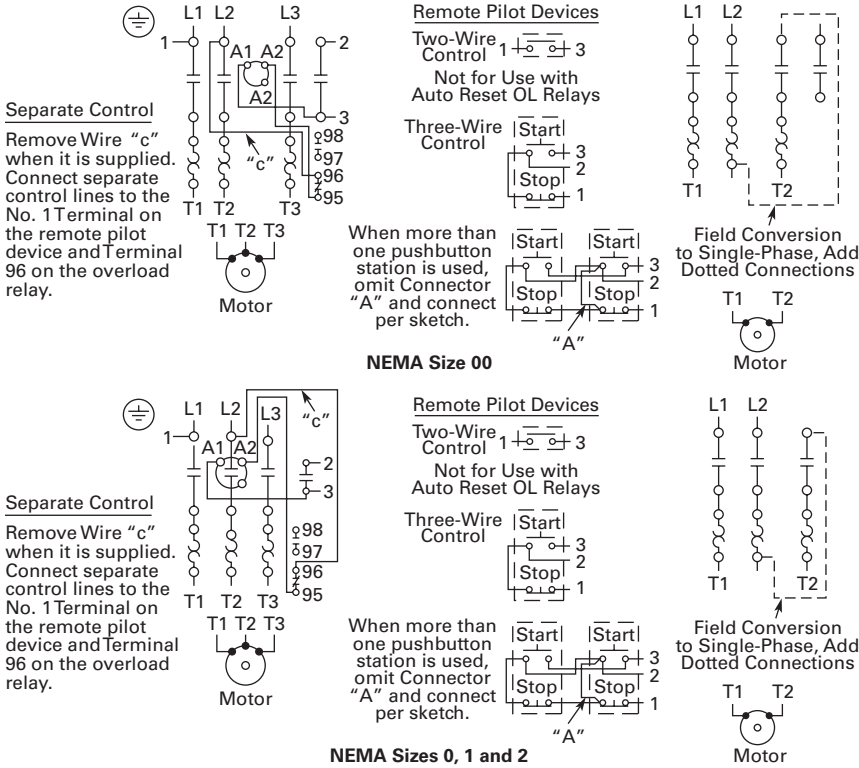 L1 L2 L3
1
2
A1 A2
A2
3
98
97
96
95
"c"
T1 T2 T3
T1 T2 T3
Motor
Separate Control
Remove Wire "c"
when it is supplied.
Connect separate
control lines to the
No. 1 Terminal on
the remote pilot
device and Terminal
96 on the overload
relay.
Remote Pilot Devices
Two-Wire
Control
1 3
Not for Use with
Auto Reset OL Relays
Three-Wire
Control
Start
3
2
Stop
1
When more than
one pushbutton
station is used,
omit Connector
"A" and connect
per sketch.
Start Start
3
2
Stop Stop
1
"A"
L1 L2
T1 T2
Field Conversion
to Single-Phase, Add
Dotted Connections
T1 T2
Motor
NEMA Size 00
L1 L2 L3
"c"
1
A1 A2
2
3
98
97
96
95
T1 T2 T3
T1 T2 T3
Motor
Separate Control
Remove Wire "c"
when it is supplied.
Connect separate
control lines to the
No. 1 Terminal on
the remote pilot
device and Terminal
96 on the overload
relay.
Remote Pilot Devices
Two-Wire
Control
1 3
Not for Use with
Auto Reset OL Relays
Three-Wire
Control
Start
3
2
Stop
1
When more than
one pushbutton
station is used,
omit Connector
"A" and connect
per sketch.
Start Start
3
2
Stop Stop
1
"A"
L1 L2
T1 T2
Field Conversion
to Single-Phase, Add
Dotted Connections
T1 T2
Motor
NEMA Sizes 0, 1 and 2